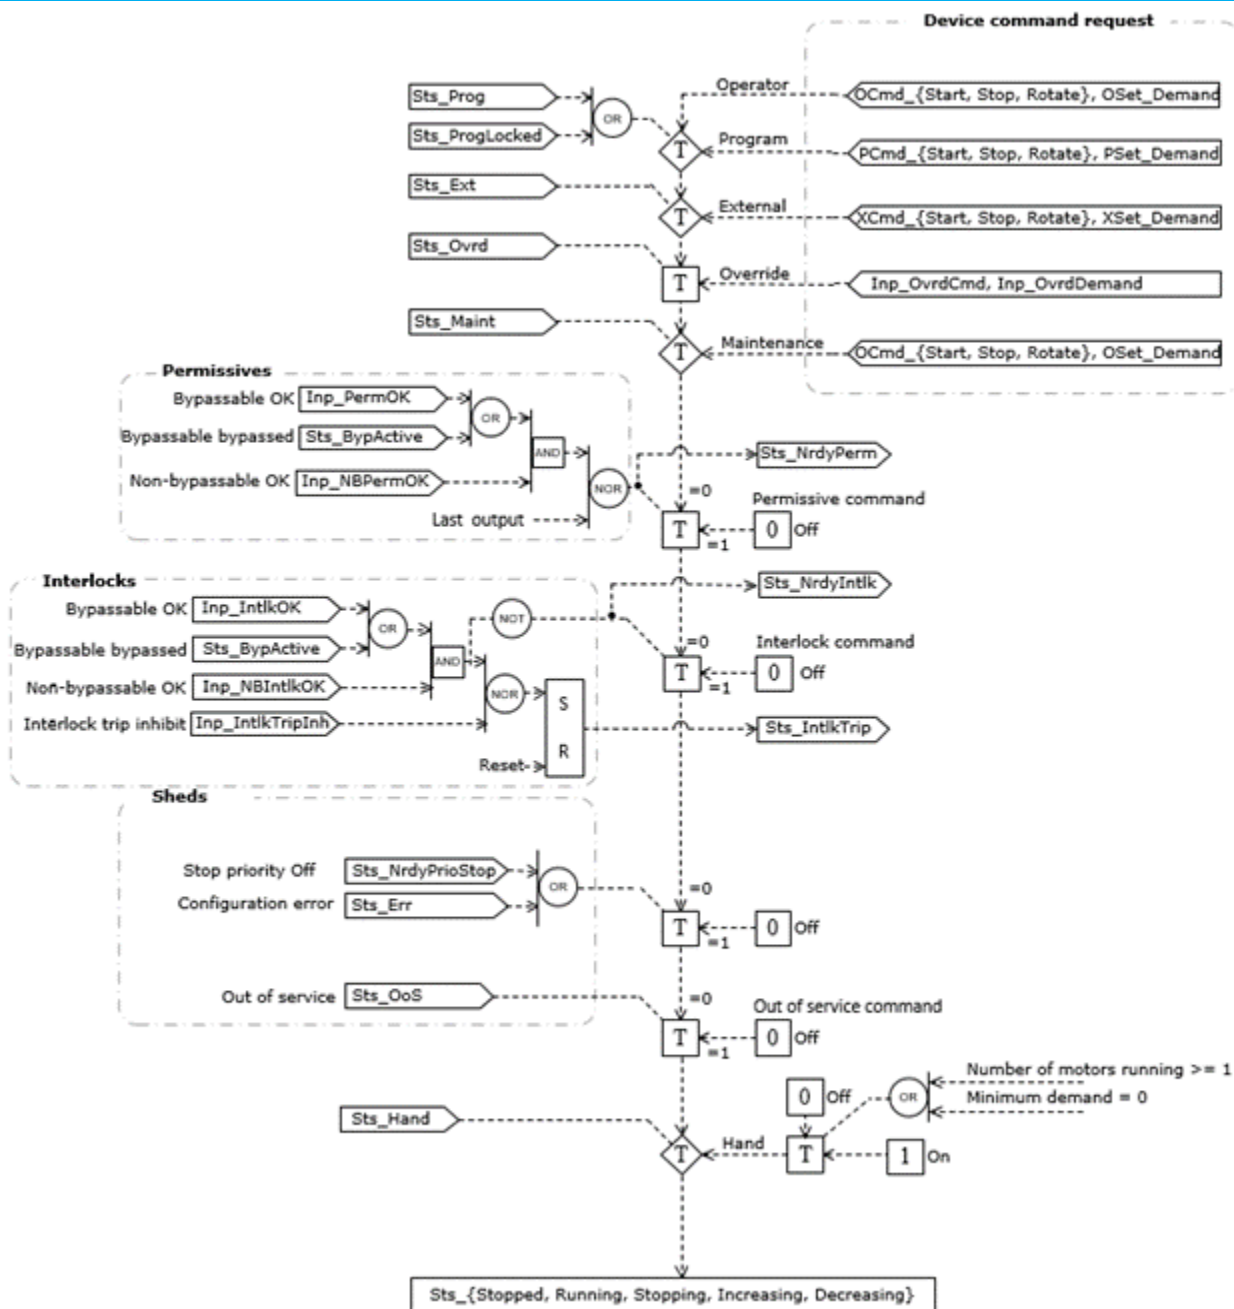 Device command request
Operator
OCmd_{Start, Stop, Rotate}, OSet_Demand
Sts_Prog
OR
Sts_ProgLocked
T
Program
PCmd_{Start, Stop, Rotate}, PSet_Demand
Sts_Ext
T
External
XCmd_{Start, Stop, Rotate}, XSet_Demand
Sts_Ovrd
T
Override
Inp_OvrdCmd, Inp_OvrdDemand
Sts_Maint
T
Maintenance
OCmd_{Start, Stop, Rotate}, OSet_Demand
Permissives
Bypassable OK
Inp_PermOK
OR
Bypassable bypassed
Sts_BypActive
AND
Non-bypassable OK
Inp_NBPermOK
NOR
Last output
Sts_NrdyPerm
=0
Permissive command
T
=1
0
Off
Interlocks
Bypassable OK
Inp_IntlkOK
OR
NOT
Sts_NrdyIntlk
Bypassable bypassed
Sts_BypActive
AND
=0
Interlock command
T
=1
0
Off
Non-bypassable OK
Inp_NBIntlkOK
NOR
S
R
Interlock trip inhibit
Inp_IntlkTripInh
Reset
Sts_IntlkTrip
Sheds
Stop priority Off
Sts_NrdyPrioStop
OR
Configuration error
Sts_Err
=0
T
=1
0
Off
Out of service
Sts_OoS
=0
Out of service command
T
=1
0
Off
Number of motors running >= 1
0
Off
OR
Minimum demand = 0
Sts_Hand
T
Hand
T
1
On
Sts_{Stopped, Running, Stopping, Increasing, Decreasing}